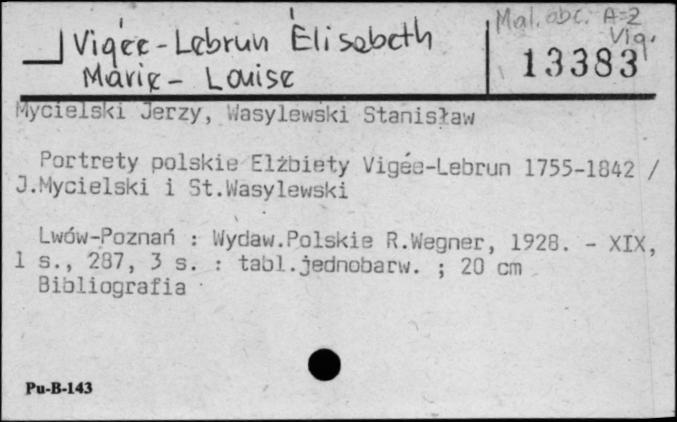 Vigée-Lebrun Élisabeth
Marie-Louise
Mal. obc. A-Z
Vig.
13383
Mycielski Jerzy, Wasylewski Stanisław
Portrety polskie Elżbiety Vigée-Lebrun 1755-1842 /
J.Mycielski i St.Wasylewski
Lwów-Poznań : Wydaw.Polskie R.Wegner, 1928. - XIX,
1 s., 287, 3 s. : tabl.jednobarw. ; 20 cm
Bibliografia
Pu-B-143